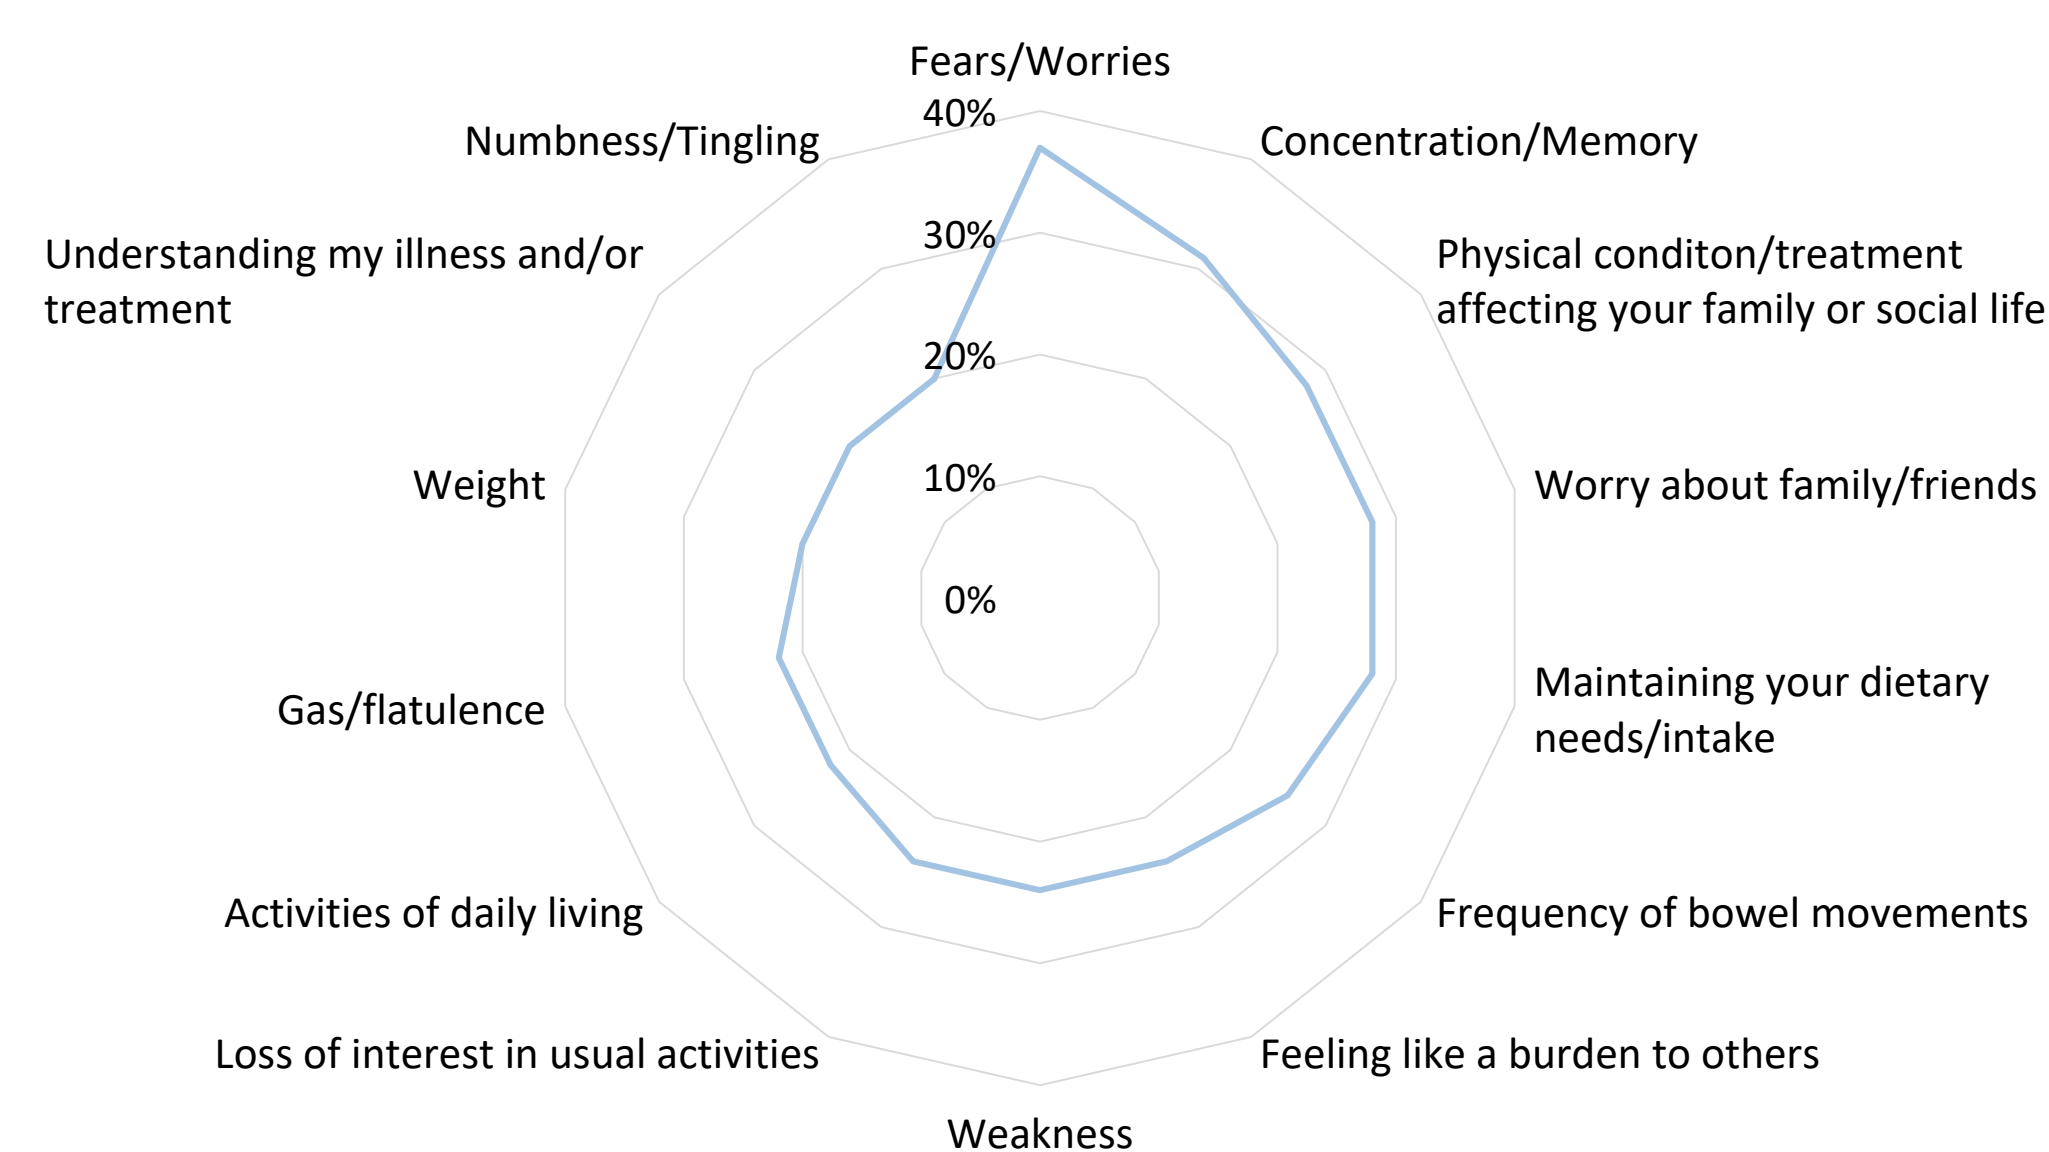 Fears/Worries
40%
Numbness/Tingling
Concentration/Memory
30%
Understanding my illness and/or
treatment
Physical conditon/treatment
affecting your family or social life
20%
Weight
10%
Worry about family/friends
0%
Gas/flatulence
Maintaining your dietary
needs/intake
Activities of daily living
Frequency of bowel movements
Loss of interest in usual activities
Feeling like a burden to others
Weakness